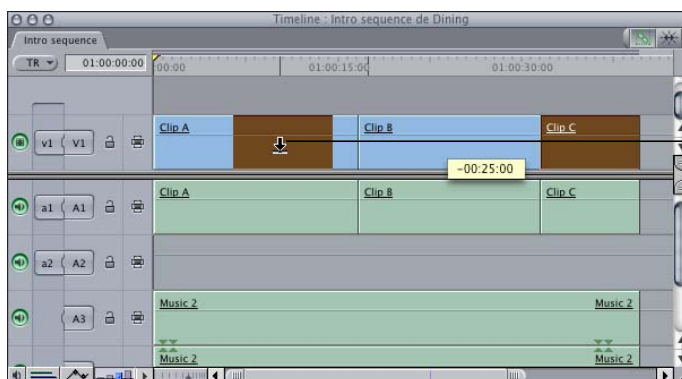 Timeline : Intro sequence de Dining
Intro sequence
TR 01:00:00:00 :00:00 01:00:15:00 01:00:30:00
v1 V1 Clip A Clip B Clip C
-00:25:00
a1 A1 Clip A Clip B Clip C
a2 A2
A3 Music 2 Music 2
Music 2 Music 2